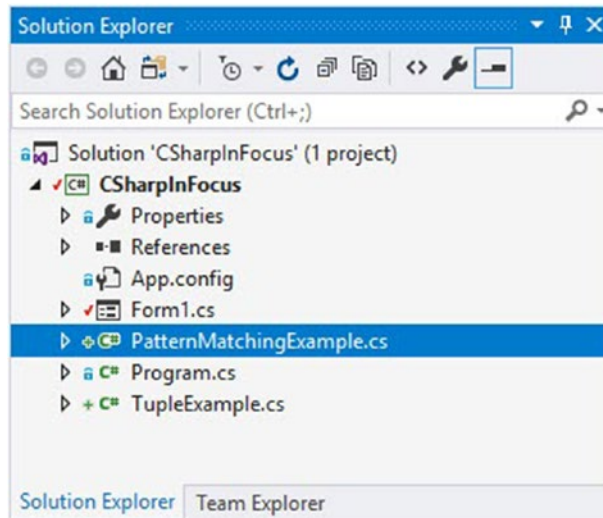 Solution Explorer
Search Solution Explorer (Ctrl+;)
Solution 'CSharpInFocus' (1 project)
C# CSharpInFocus
Properties
References
App.config
Form1.cs
C# PatternMatchingExample.cs
C# Program.cs
C# TupleExample.cs
Solution Explorer Team Explorer